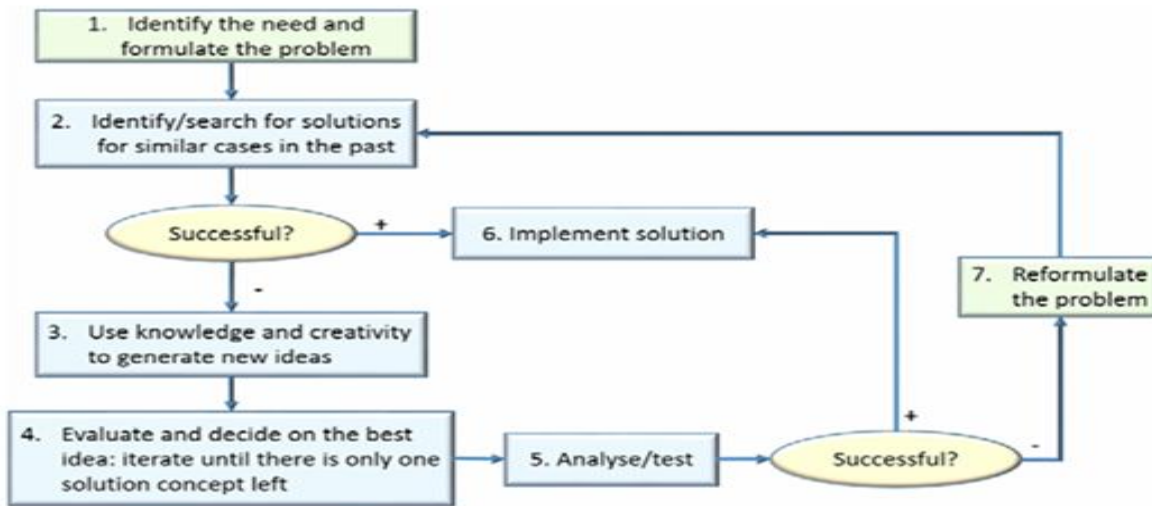 1. Identify the need and
formulate the problem
2. Identify/search for solutions
for similar cases in the past
Successful?
+
6. Implement solution
-
7. Reformulate
the problem
3. Use knowledge and creativity
to generate new ideas
4. Evaluate and decide on the best
idea: iterate until there is only one
solution concept left
5. Analyse/test
+
Successful?
-